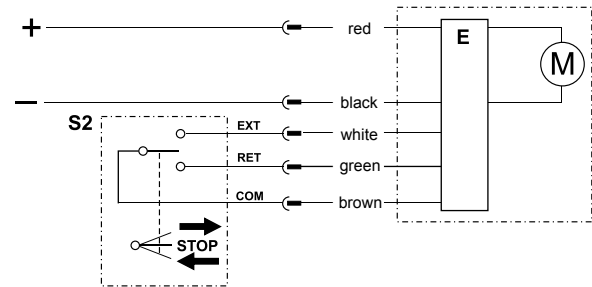 + red
E
M
− black
S2
EXT white
RET green
COM brown
STOP